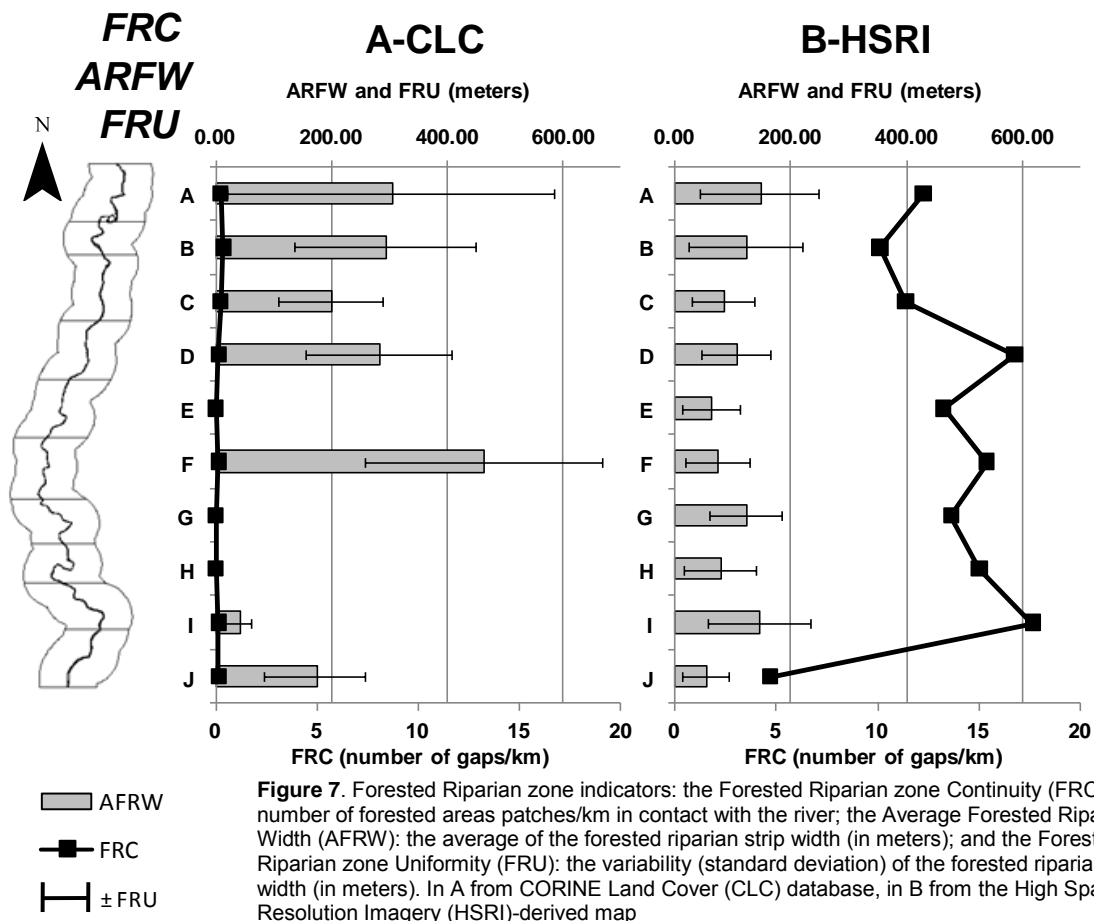 FRC
ARFW
FRU
N
A-CLC
ARFW and FRU (meters)
0.00 200.00 400.00 600.00
A
B
C
D
E
F
G
H
I
J
0 5 10 15 20
FRC (number of gaps/km)
B-HSRI
ARFW and FRU (meters)
0.00 200.00 400.00 600.00
A
B
C
D
E
F
G
H
I
J
0 5 10 15 20
FRC (number of gaps/km)
AFRW
FRC
± FRU
Figure 7. Forested Riparian zone indicators: the Forested Riparian zone Continuity (FRC
number of forested areas patches/km in contact with the river; the Average Forested Ripa
Width (AFRW): the average of the forested riparian strip width (in meters); and the Forest
Riparian zone Uniformity (FRU): the variability (standard deviation) of the forested riparia
width (in meters). In A from CORINE Land Cover (CLC) database, in B from the High Spa
Resolution Imagery (HSRI)-derived map